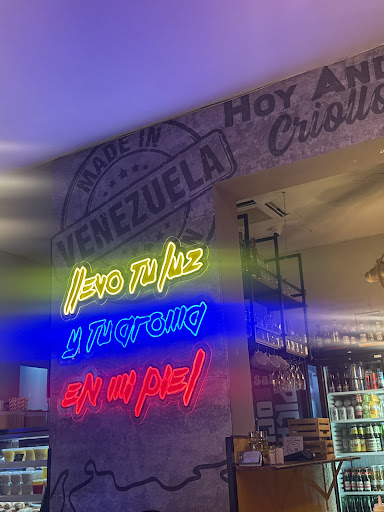 HOY AND
Criollo
MADE IN
VENEZUELA
llevo tu luz
y tu aroma
en mi piel